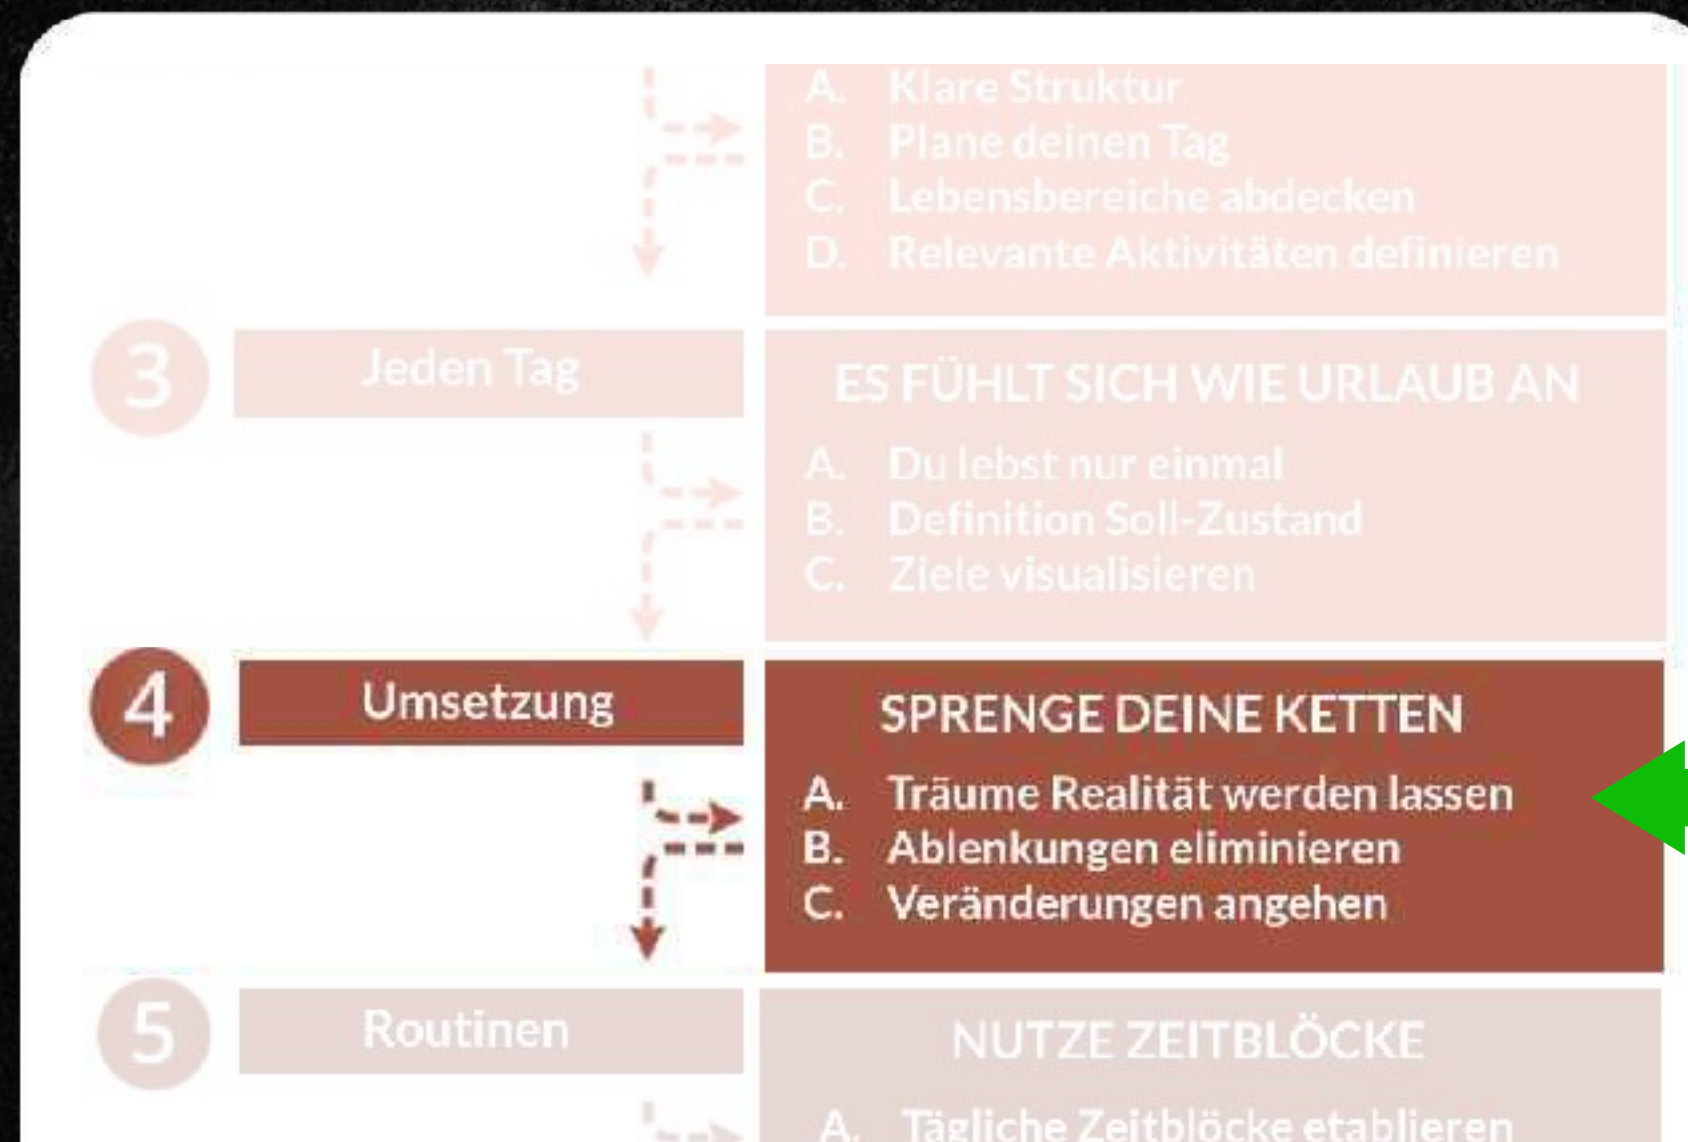 A. Klare Struktur
B. Plane deinen Tag
C. Lebensbereiche abdecken
D. Relevante Aktivitäten definieren
3 Jeden Tag
ES FÜHLT SICH WIE URLAUB AN
A. Du lebst nur einmal
B. Definition Soll-Zustand
C. Ziele visualisieren
4 Umsetzung
SPRENGE DEINE KETTEN
A. Träume Realität werden lassen
B. Ablenkungen eliminieren
C. Veränderungen angehen
5 Routinen
NUTZE ZEITBLÖCKE
A. Tägliche Zeitblöcke etablieren